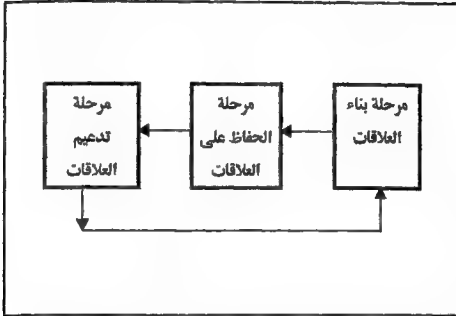 مرحلة بناء
العلاقات
مرحلة
الحفاظ على
العلاقات
مرحلة
تدعيم
العلاقات